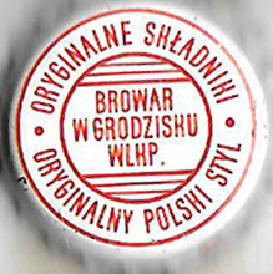 ORYGINALNE SKŁADNIKI
BROWAR
W GRODZISKU
WLKP.
ORYGINALNY POLSKI STYL